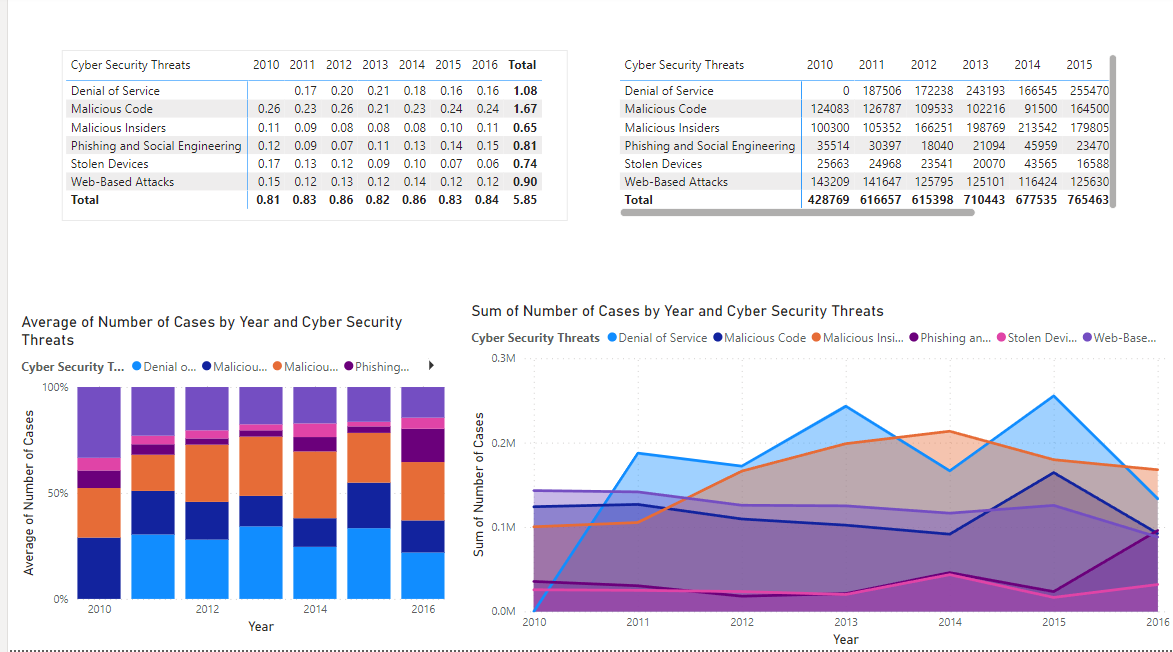 Cyber Security Threats 2010 2011 2012 2013 2014 2015 2016 Total
Denial of Service 0.17 0.20 0.21 0.18 0.16 0.16 1.08
Malicious Code 0.26 0.23 0.26 0.21 0.23 0.24 0.24 1.67
Malicious Insiders 0.11 0.09 0.08 0.08 0.08 0.10 0.11 0.65
Phishing and Social Engineering 0.12 0.09 0.07 0.11 0.13 0.14 0.15 0.81
Stolen Devices 0.17 0.13 0.12 0.09 0.10 0.07 0.06 0.74
Web-Based Attacks 0.15 0.12 0.13 0.12 0.14 0.12 0.12 0.90
Total 0.81 0.83 0.86 0.82 0.86 0.83 0.84 5.85
Cyber Security Threats 2010 2011 2012 2013 2014 2015
Denial of Service 0 187506 172238 243193 166545 255470
Malicious Code 124083 126787 109533 102216 91500 164500
Malicious Insiders 100300 105352 166251 198769 213542 179805
Phishing and Social Engineering 35514 30397 18040 21094 45959 23470
Stolen Devices 25663 24968 23541 20070 43565 16588
Web-Based Attacks 143209 141647 125795 125101 116424 125630
Total 428769 616657 615398 710443 677535 765463
Average of Number of Cases by Year and Cyber Security
Threats
Cyber Security T... Denial o... Maliciou... Maliciou... Phishing...
Average of Number of Cases
100%
50%
0%
2010 2012 2014 2016
Year
Sum of Number of Cases by Year and Cyber Security Threats
Cyber Security Threats Denial of Service Malicious Code Malicious Insi... Phishing an... Stolen Devi... Web-Base...
Sum of Number of Cases
0.3M
0.2M
0.1M
0.0M
2010 2011 2012 2013 2014 2015 2016
Year